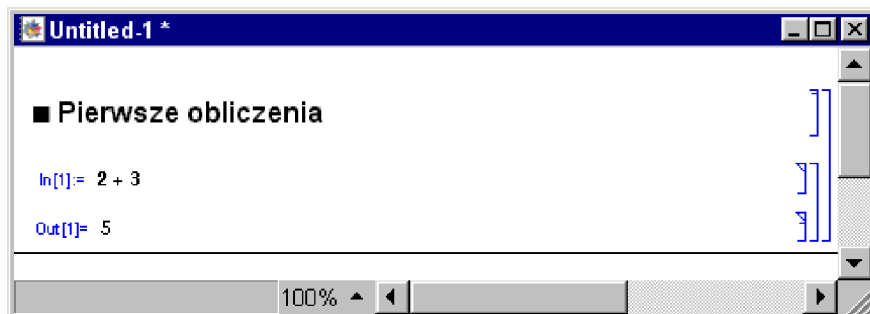 Untitled-1 *
■ Pierwsze obliczenia
In[1]:= 2 + 3
Out[1]= 5
100%